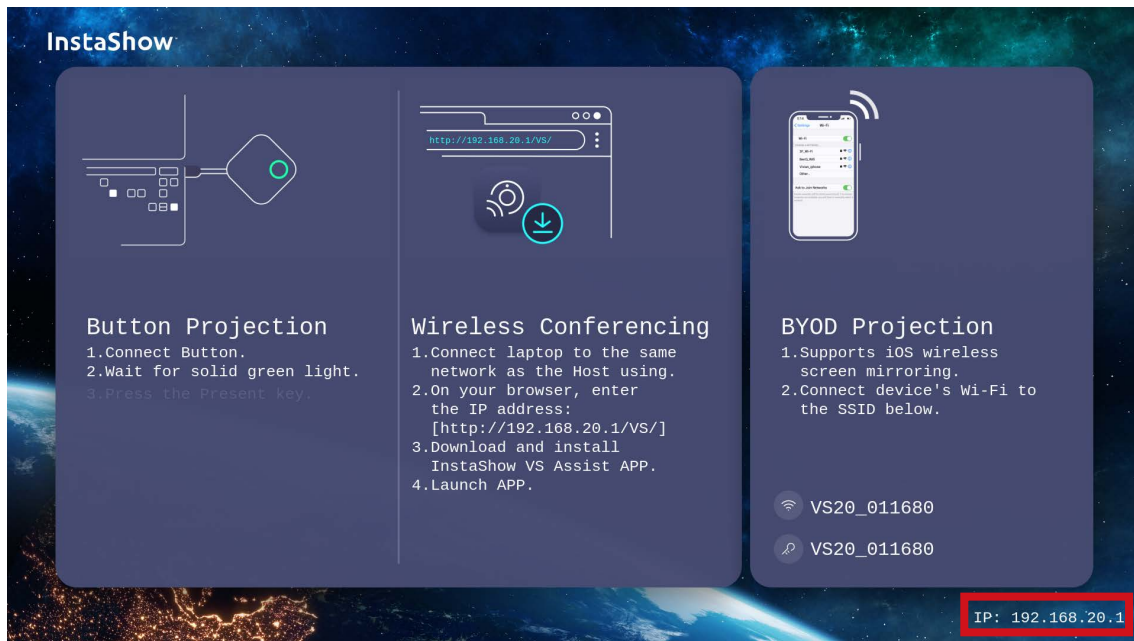 InstaShow
http://192.168.20.1/VS/
Wi-Fi
Button Projection
1.Connect Button.
2.Wait for solid green light.
3.Press the Present key.
Wireless Conferencing
1.Connect laptop to the same
network as the Host using.
2.On your browser, enter
the IP address:
[http://192.168.20.1/VS/]
3.Download and install
InstaShow VS Assist APP.
4.Launch APP.
BYOD Projection
1.Supports iOS wireless
screen mirroring.
2.Connect device's Wi-Fi to
the SSID below.
VS20_011680
VS20_011680
IP: 192.168.20.1